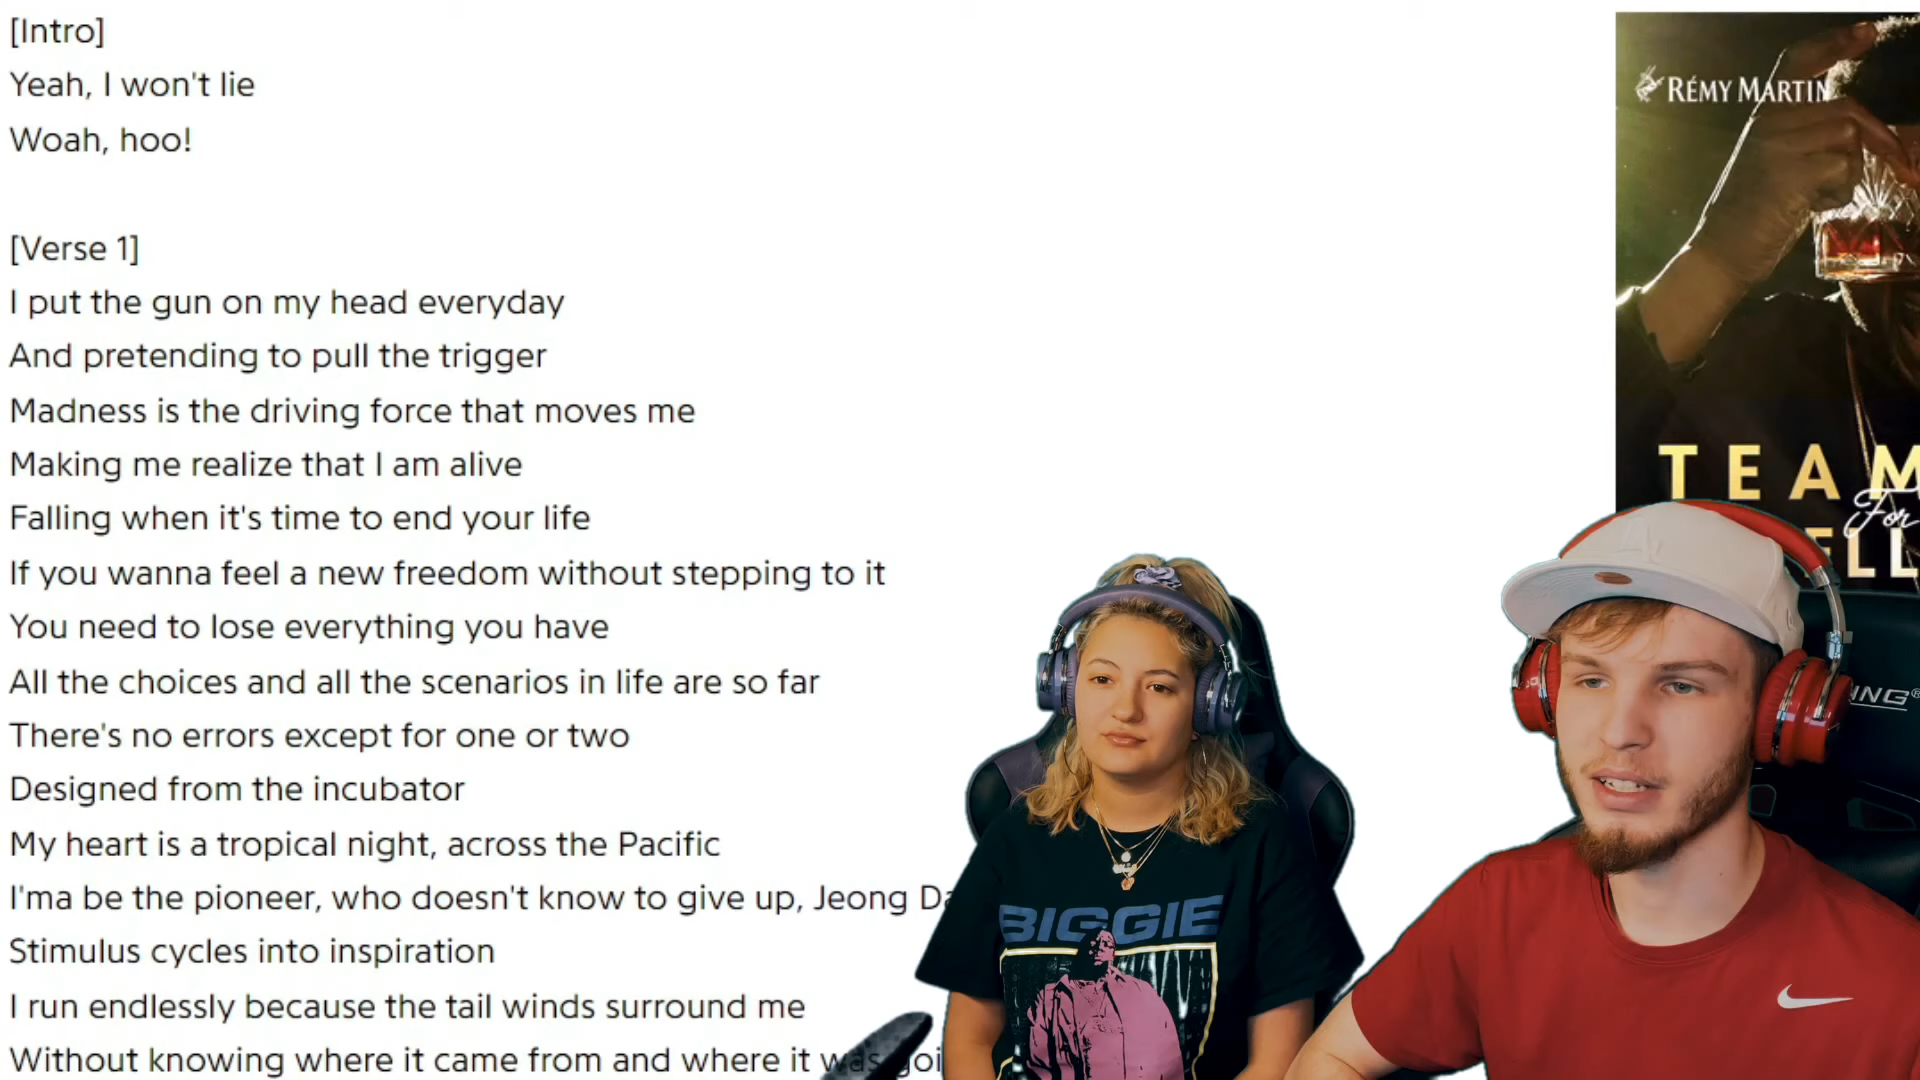 [Intro]
Yeah, I won't lie
Woah, hoo!
[Verse 1]
I put the gun on my head everyday
And pretending to pull the trigger
Madness is the driving force that moves me
Making me realize that I am alive
Falling when it's time to end your life
If you wanna feel a new freedom without stepping to it
You need to lose everything you have
All the choices and all the scenarios in life are so far
There's no errors except for one or two
Designed from the incubator
My heart is a tropical night, across the Pacific
I'ma be the pioneer, who doesn't know to give up, Jeong
Stimulus cycles into inspiration
I run endlessly because the tail winds surround me
Without knowing where it came from and where it was
RÉMY MARTIN
TEAM
For
BIGGIE